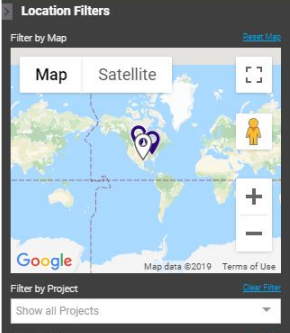 Location Filters
Filter by Map Reset Map
Map Satellite
Google Map data ©2019 Terms of Use
Filter by Project Clear Filter
Show all Projects